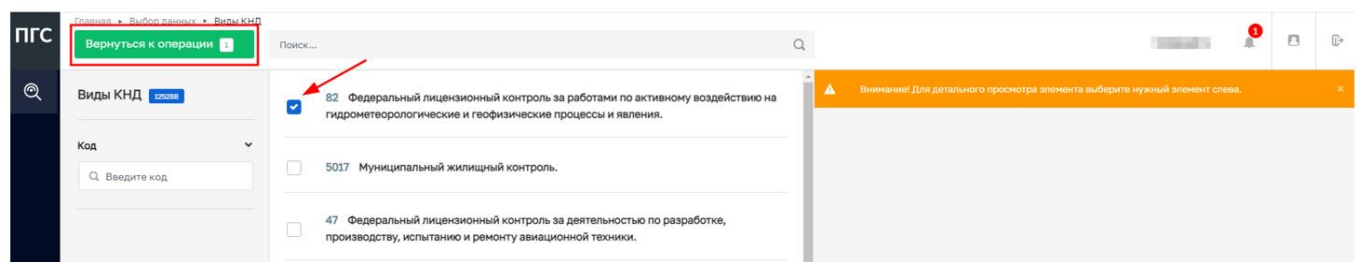 ПГС
Главная ▸ Выбор данных ▸ Виды КНД
Вернуться к операции 1
Поиск...
1
Виды КНД 125288
Код
Введите код
82 Федеральный лицензионный контроль за работами по активному воздействию на
гидрометеорологические и геофизические процессы и явления.
5017 Муниципальный жилищный контроль.
47 Федеральный лицензионный контроль за деятельностью по разработке,
производству, испытанию и ремонту авиационной техники.
Внимание! Для детального просмотра элемента выберите нужный элемент слева.